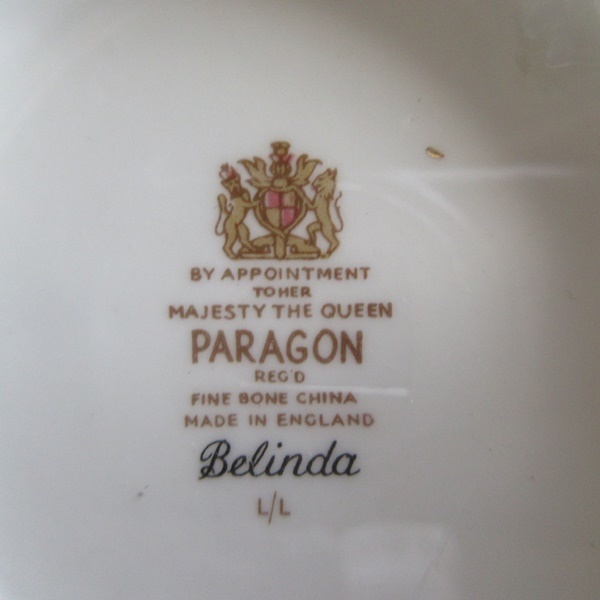 BY APPOINTMENT
TO HER
MAJESTY THE QUEEN
PARAGON
REG'D
FINE BONE CHINA
MADE IN ENGLAND
Belinda
L/L